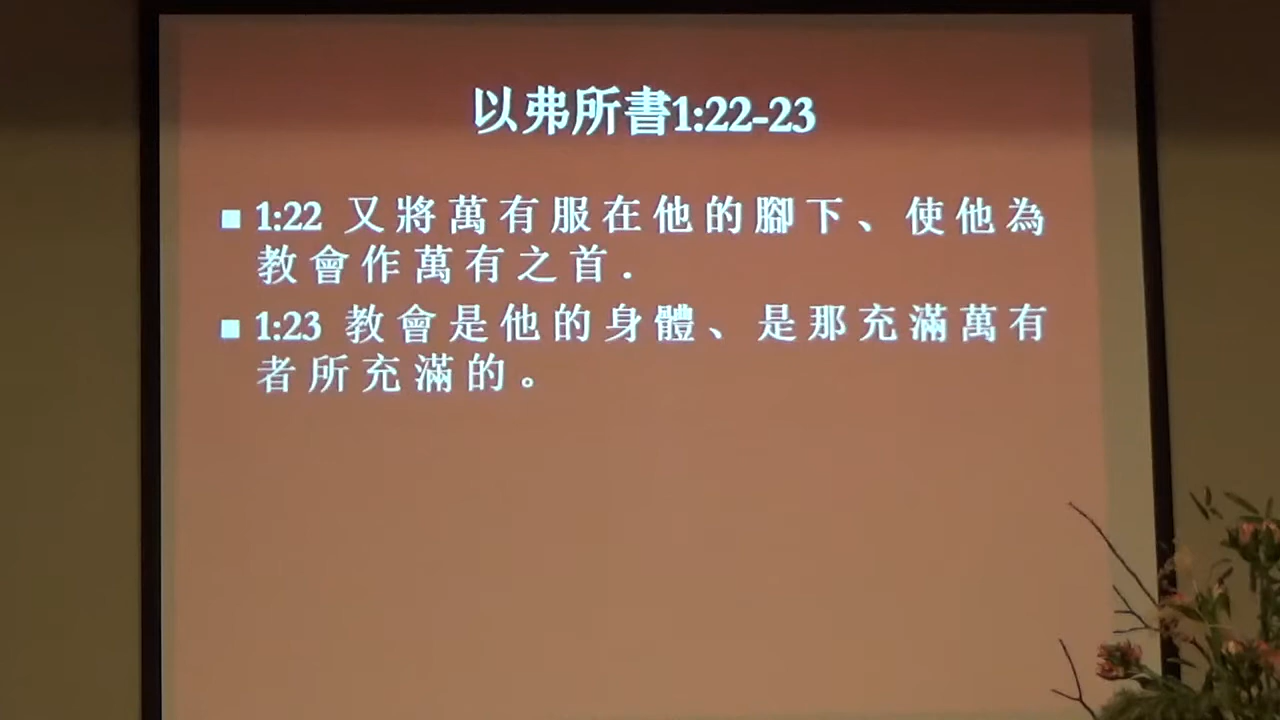 以弗所書1:22-23
■ 1:22 又將萬有服在他的腳下、使他為
教會作萬有之首.
■ 1:23 教會是他的身體、是那充滿萬有
者所充滿的。